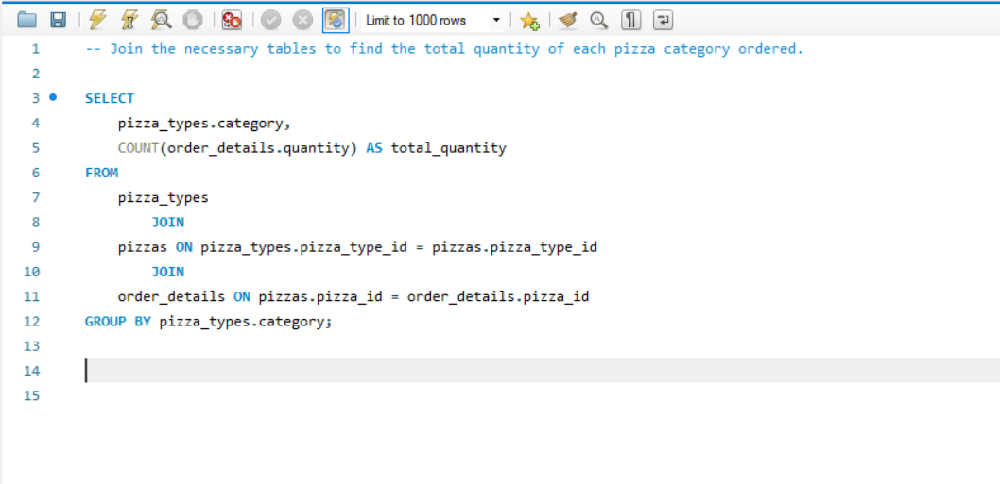 Limit to 1000 rows
1 -- Join the necessary tables to find the total quantity of each pizza category ordered.
2
3 SELECT
4 pizza_types.category,
5 COUNT(order_details.quantity) AS total_quantity
6 FROM
7 pizza_types
8 JOIN
9 pizzas ON pizza_types.pizza_type_id = pizzas.pizza_type_id
10 JOIN
11 order_details ON pizzas.pizza_id = order_details.pizza_id
12 GROUP BY pizza_types.category;
13
14
15